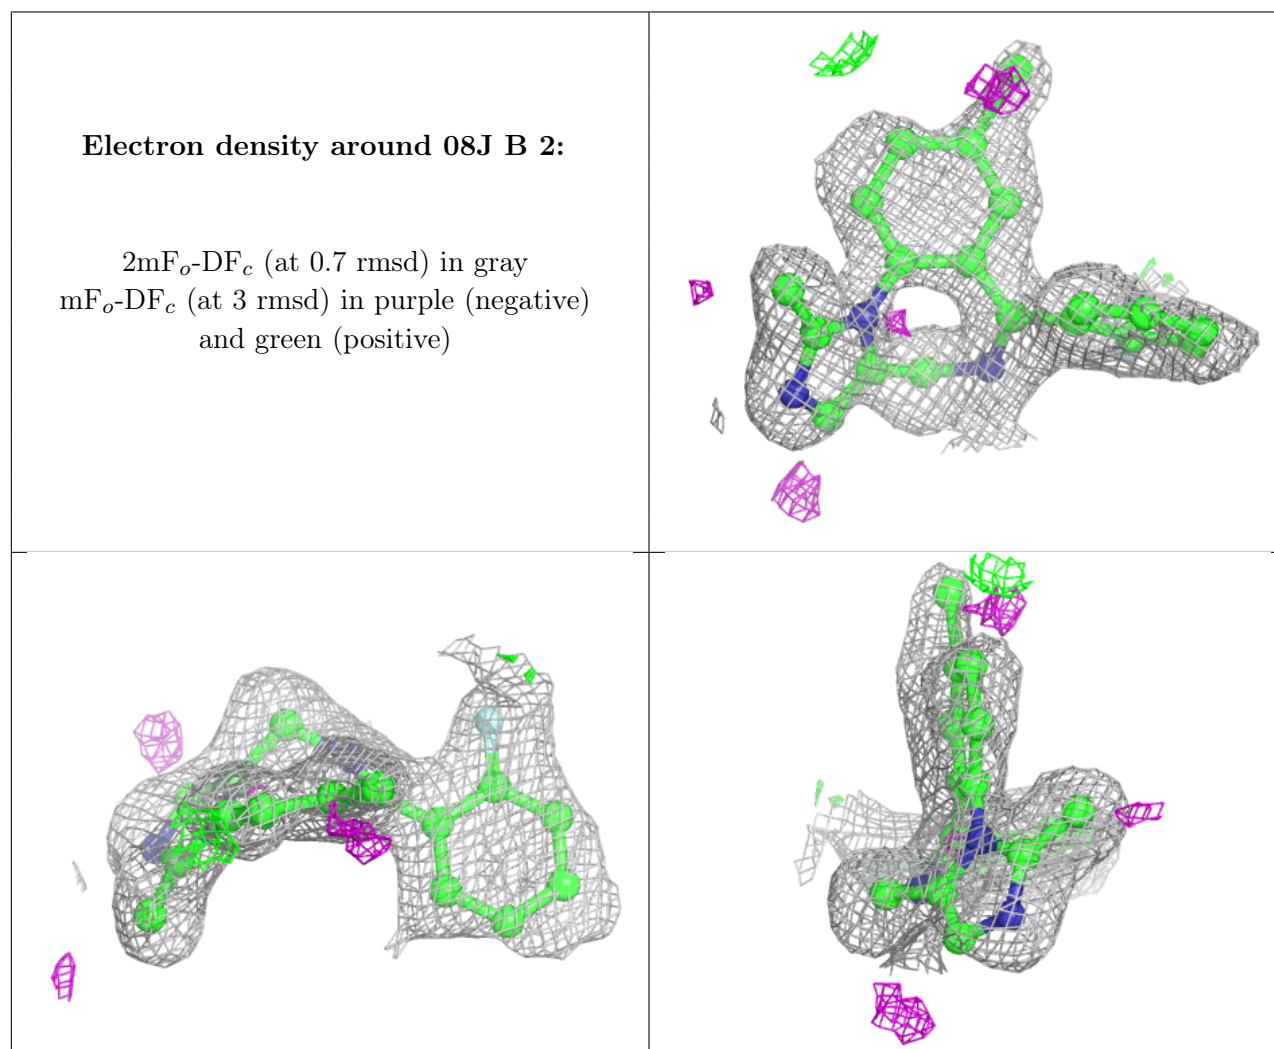 Electron density around 08J B 2:
2mFo-DFc (at 0.7 rmsd) in gray
mFo-DFc (at 3 rmsd) in purple (negative)
and green (positive)